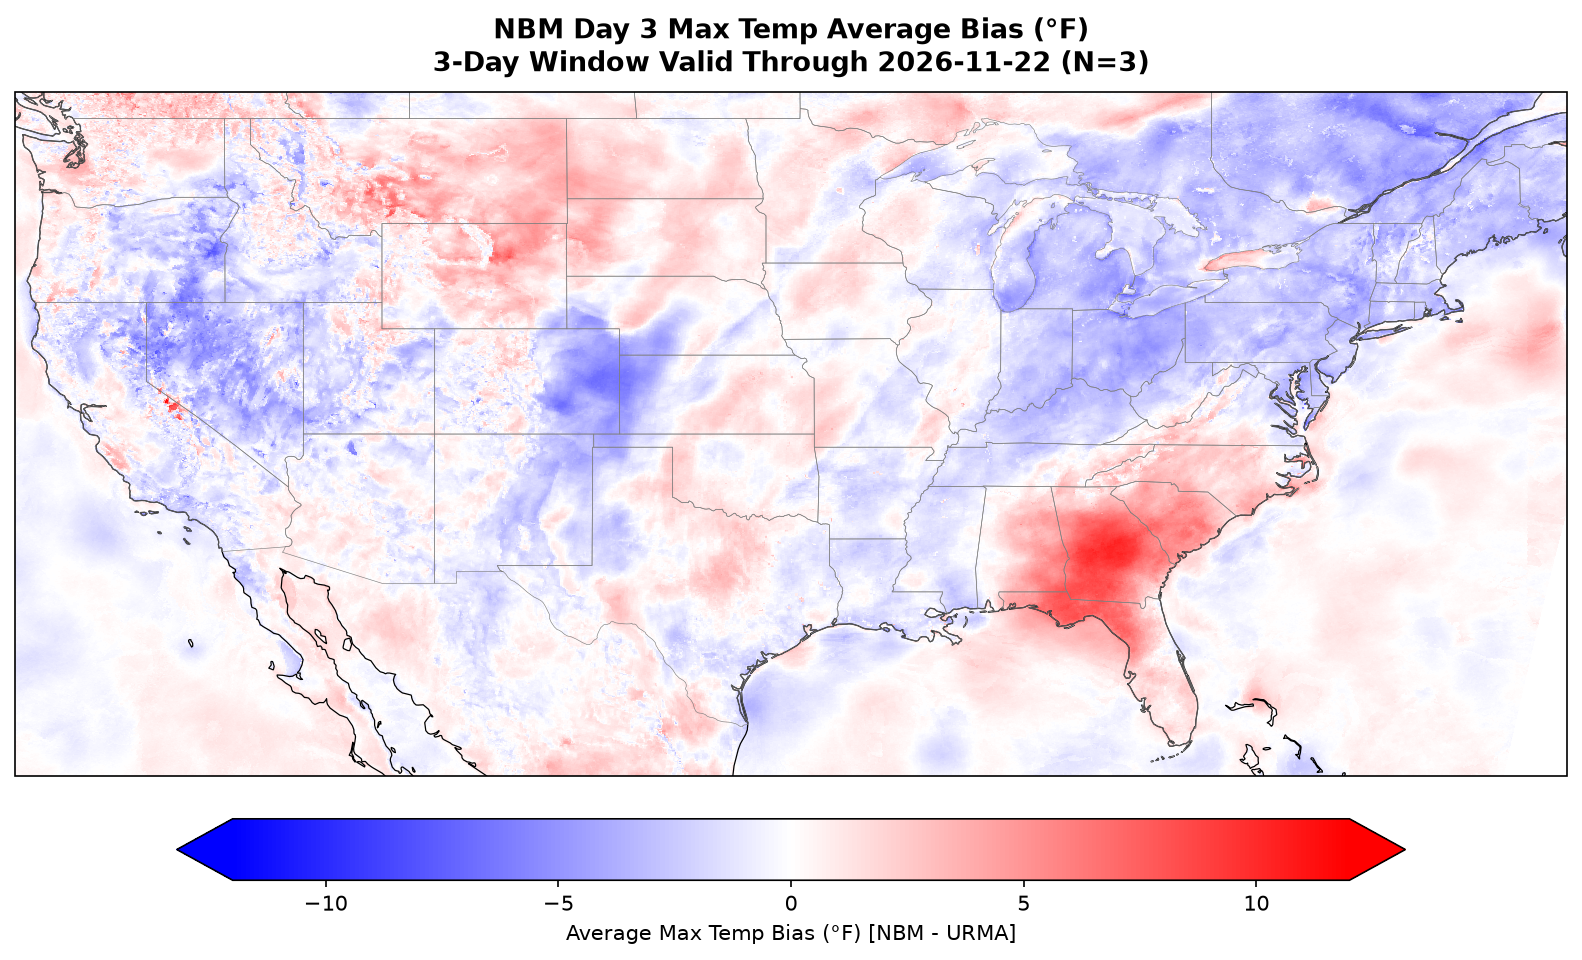 NBM Day 3 Max Temp Average Bias (°F)
3-Day Window Valid Through 2026-11-22 (N=3)
−10 −5 0 5 10
Average Max Temp Bias (°F) [NBM - URMA]